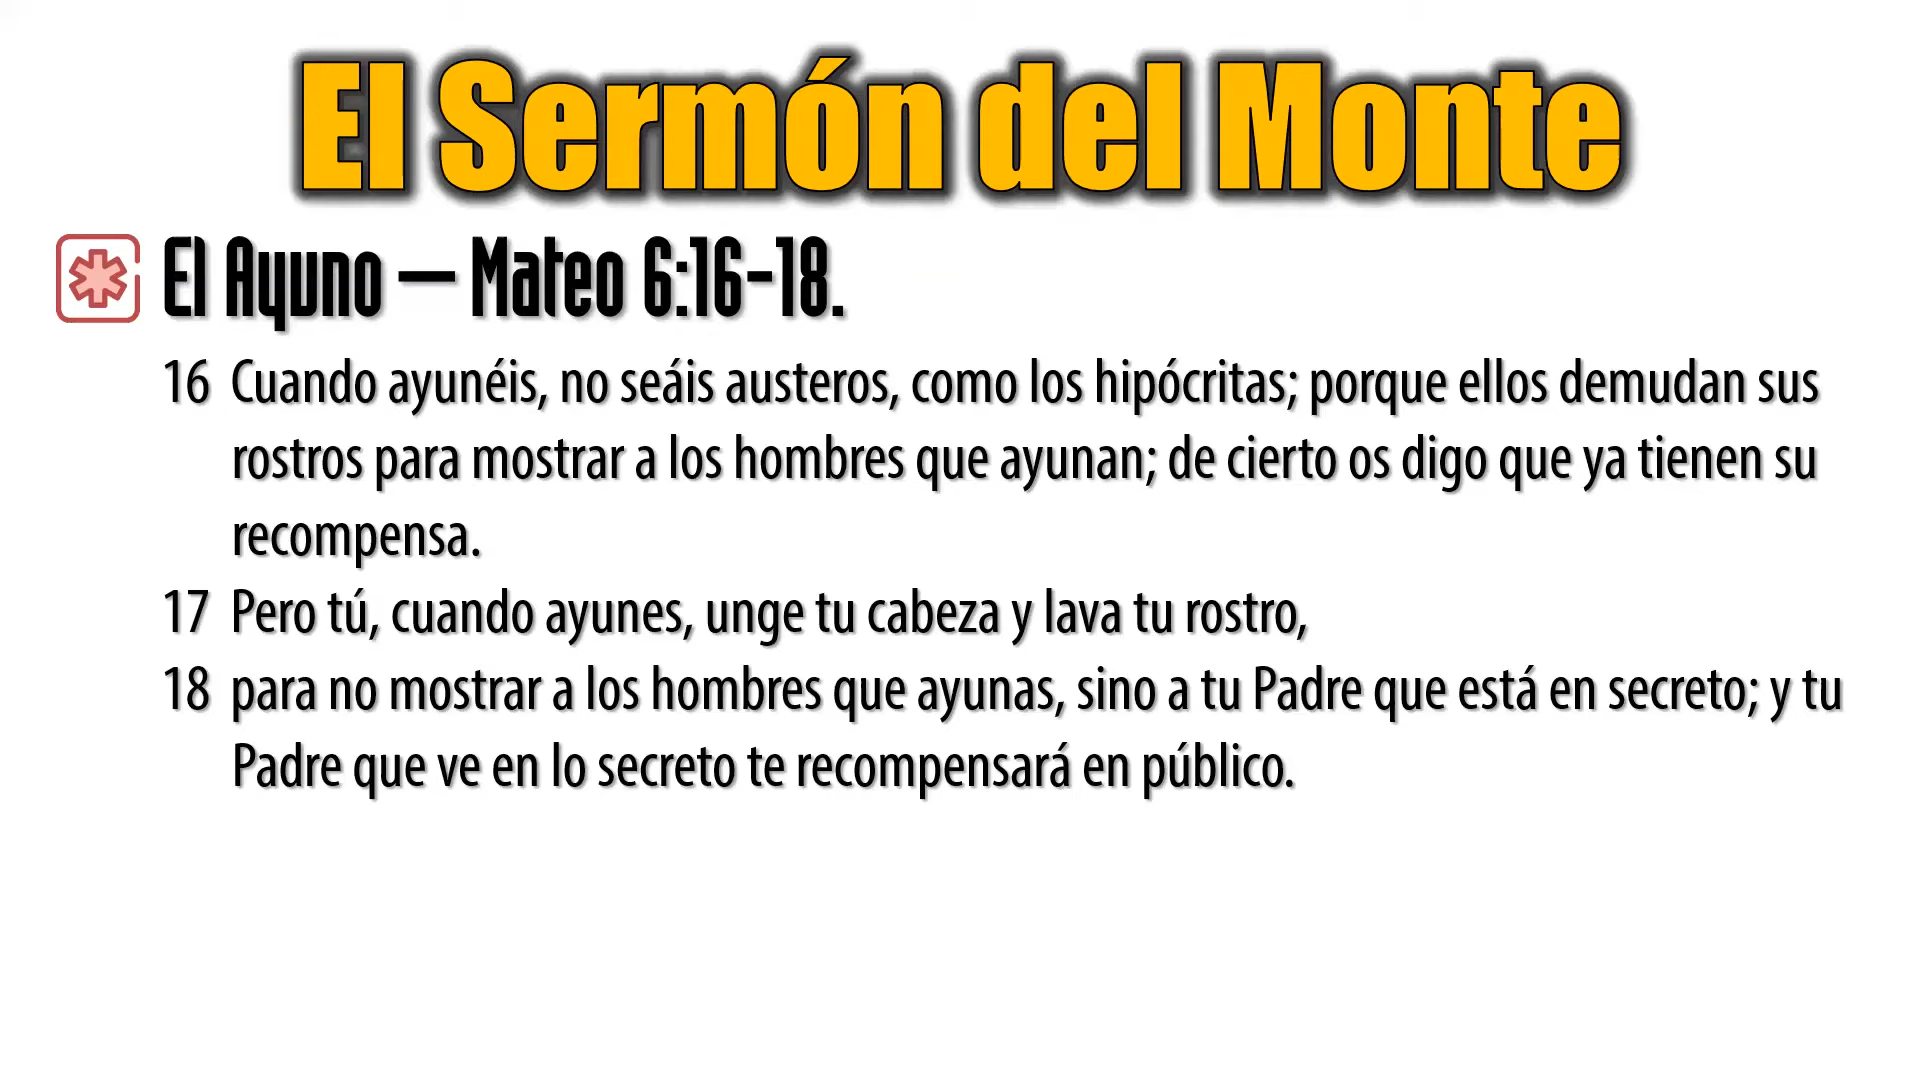 El Sermón del Monte
El Ayuno – Mateo 6:16-18.
16 Cuando ayunéis, no seáis austeros, como los hipócritas; porque ellos demudan sus
rostros para mostrar a los hombres que ayunan; de cierto os digo que ya tienen su
recompensa.
17 Pero tú, cuando ayunes, unge tu cabeza y lava tu rostro,
18 para no mostrar a los hombres que ayunas, sino a tu Padre que está en secreto; y tu
Padre que ve en lo secreto te recompensará en público.